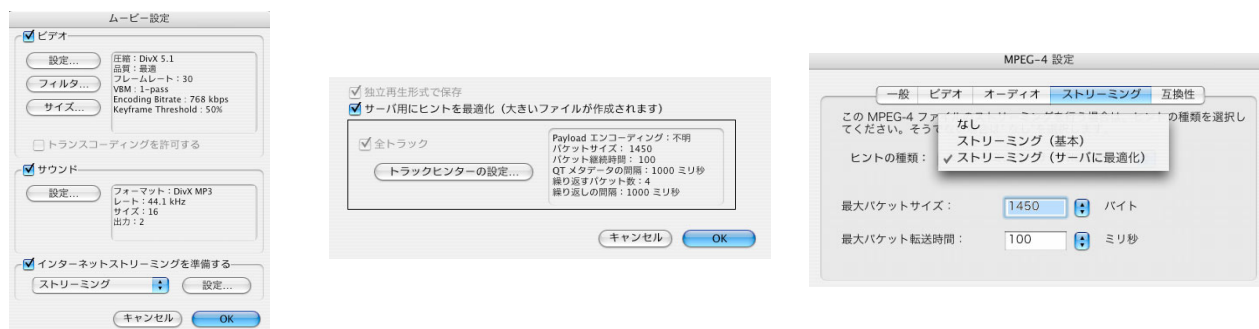 ムービー設定
ビデオ
設定...
フィルタ...
サイズ...
圧縮：DivX 5.1
品質：最適
フレームレート：30
VBM：1-pass
Encoding Bitrate：768 kbps
Keyframe Threshold：50%
トランスコーディングを許可する
サウンド
設定...
フォーマット：DivX MP3
レート：44.1 kHz
サイズ：16
出力：2
インターネットストリーミングを準備する
ストリーミング
設定...
キャンセル
OK
独立再生形式で保存
サーバ用にヒントを最適化（大きいファイルが作成されます）
全トラック
トラックヒンターの設定...
Payload エンコーディング：不明
パケットサイズ：1450
パケット継続時間：100
QT メタデータの間隔：1000 ミリ秒
繰り返すパケット数：4
繰り返しの間隔：1000 ミリ秒
キャンセル
OK
MPEG-4 設定
一般
ビデオ
オーディオ
ストリーミング
互換性
この MPEG-4 ファ
の種類を選択し
てください。そう
なし
ストリーミング（基本）
ヒントの種類：
ストリーミング（サーバに最適化）
最大パケットサイズ：
1450
バイト
最大パケット転送時間：
100
ミリ秒